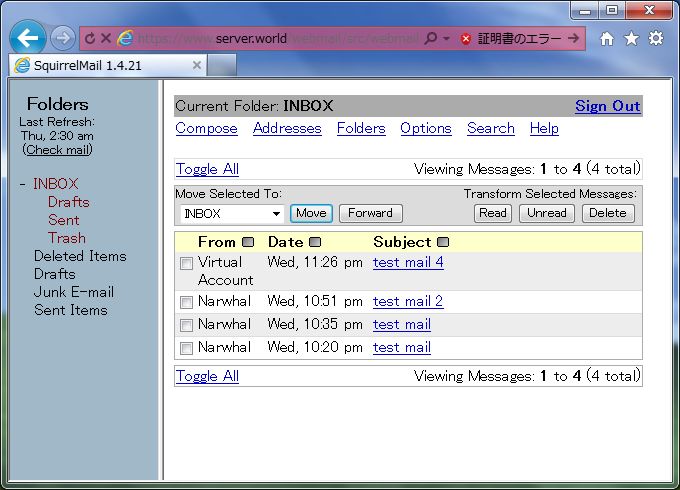 https://www.server.world/webmail/src/webmail
証明書のエラー
SquirrelMail 1.4.21
Folders
Last Refresh:
Thu, 2:30 am
(Check mail)
- INBOX
Drafts
Sent
Trash
Deleted Items
Drafts
Junk E-mail
Sent Items
Current Folder: INBOX
Sign Out
Compose Addresses Folders Options Search Help
Toggle All Viewing Messages: 1 to 4 (4 total)
Move Selected To: Transform Selected Messages:
INBOX Move Forward Read Unread Delete
From Date Subject
Virtual Account Wed, 11:26 pm test mail 4
Narwhal Wed, 10:51 pm test mail 2
Narwhal Wed, 10:35 pm test mail
Narwhal Wed, 10:20 pm test mail
Toggle All Viewing Messages: 1 to 4 (4 total)